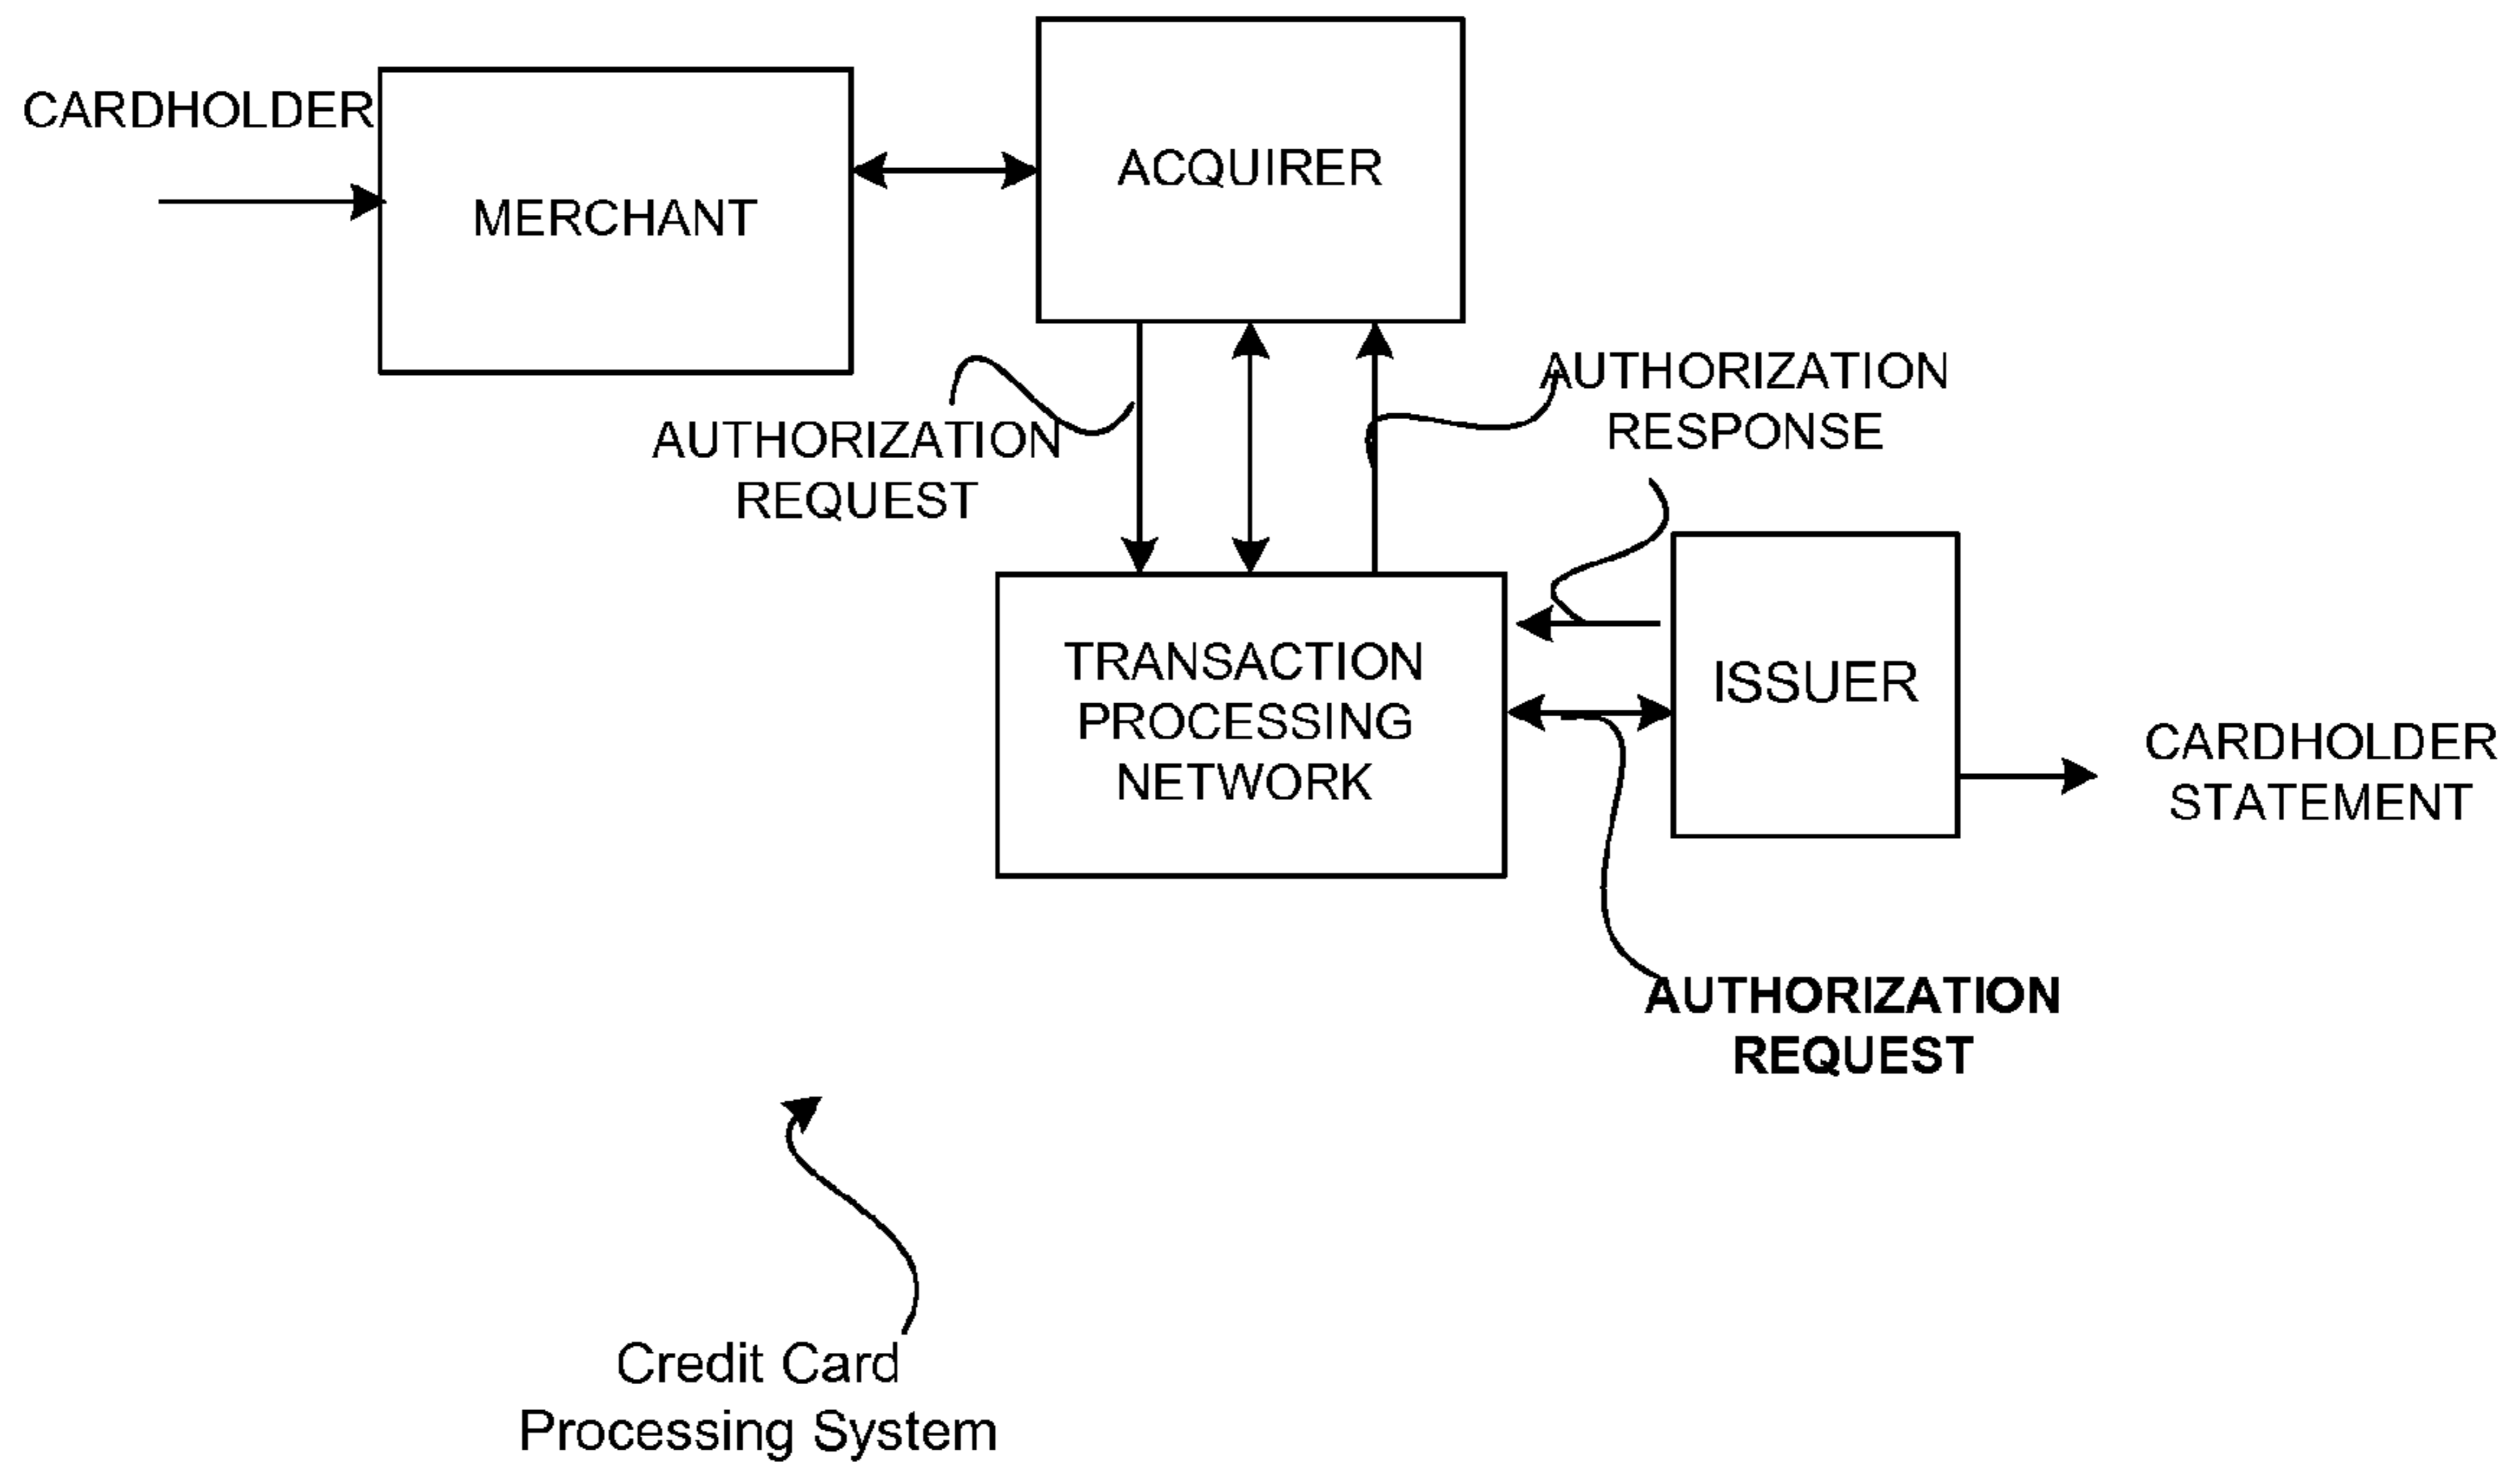 CARDHOLDER
MERCHANT
ACQUIRER
AUTHORIZATION
REQUEST
AUTHORIZATION
RESPONSE
TRANSACTION
PROCESSING
NETWORK
ISSUER
CARDHOLDER
STATEMENT
AUTHORIZATION
REQUEST
Credit Card
Processing System